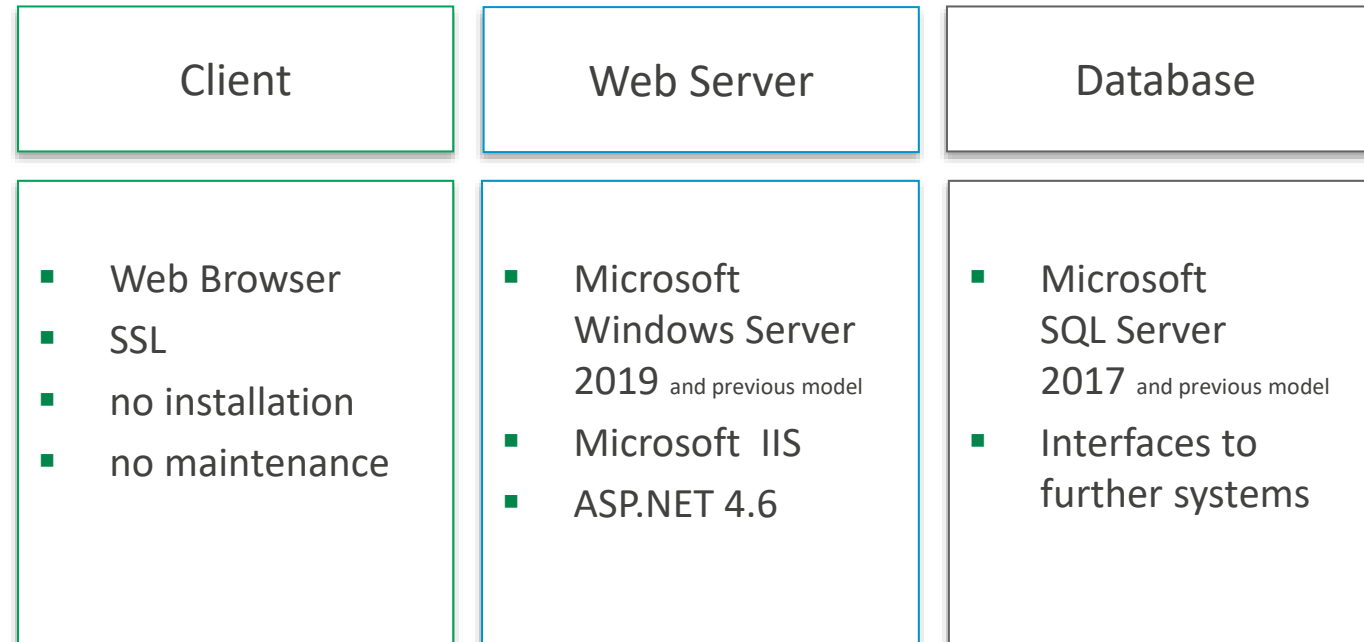 Client
Web Server
Database
Web Browser
SSL
no installation
no maintenance
Microsoft
Windows Server
2019 and previous model
Microsoft IIS
ASP.NET 4.6
Microsoft
SQL Server
2017 and previous model
Interfaces to
further systems